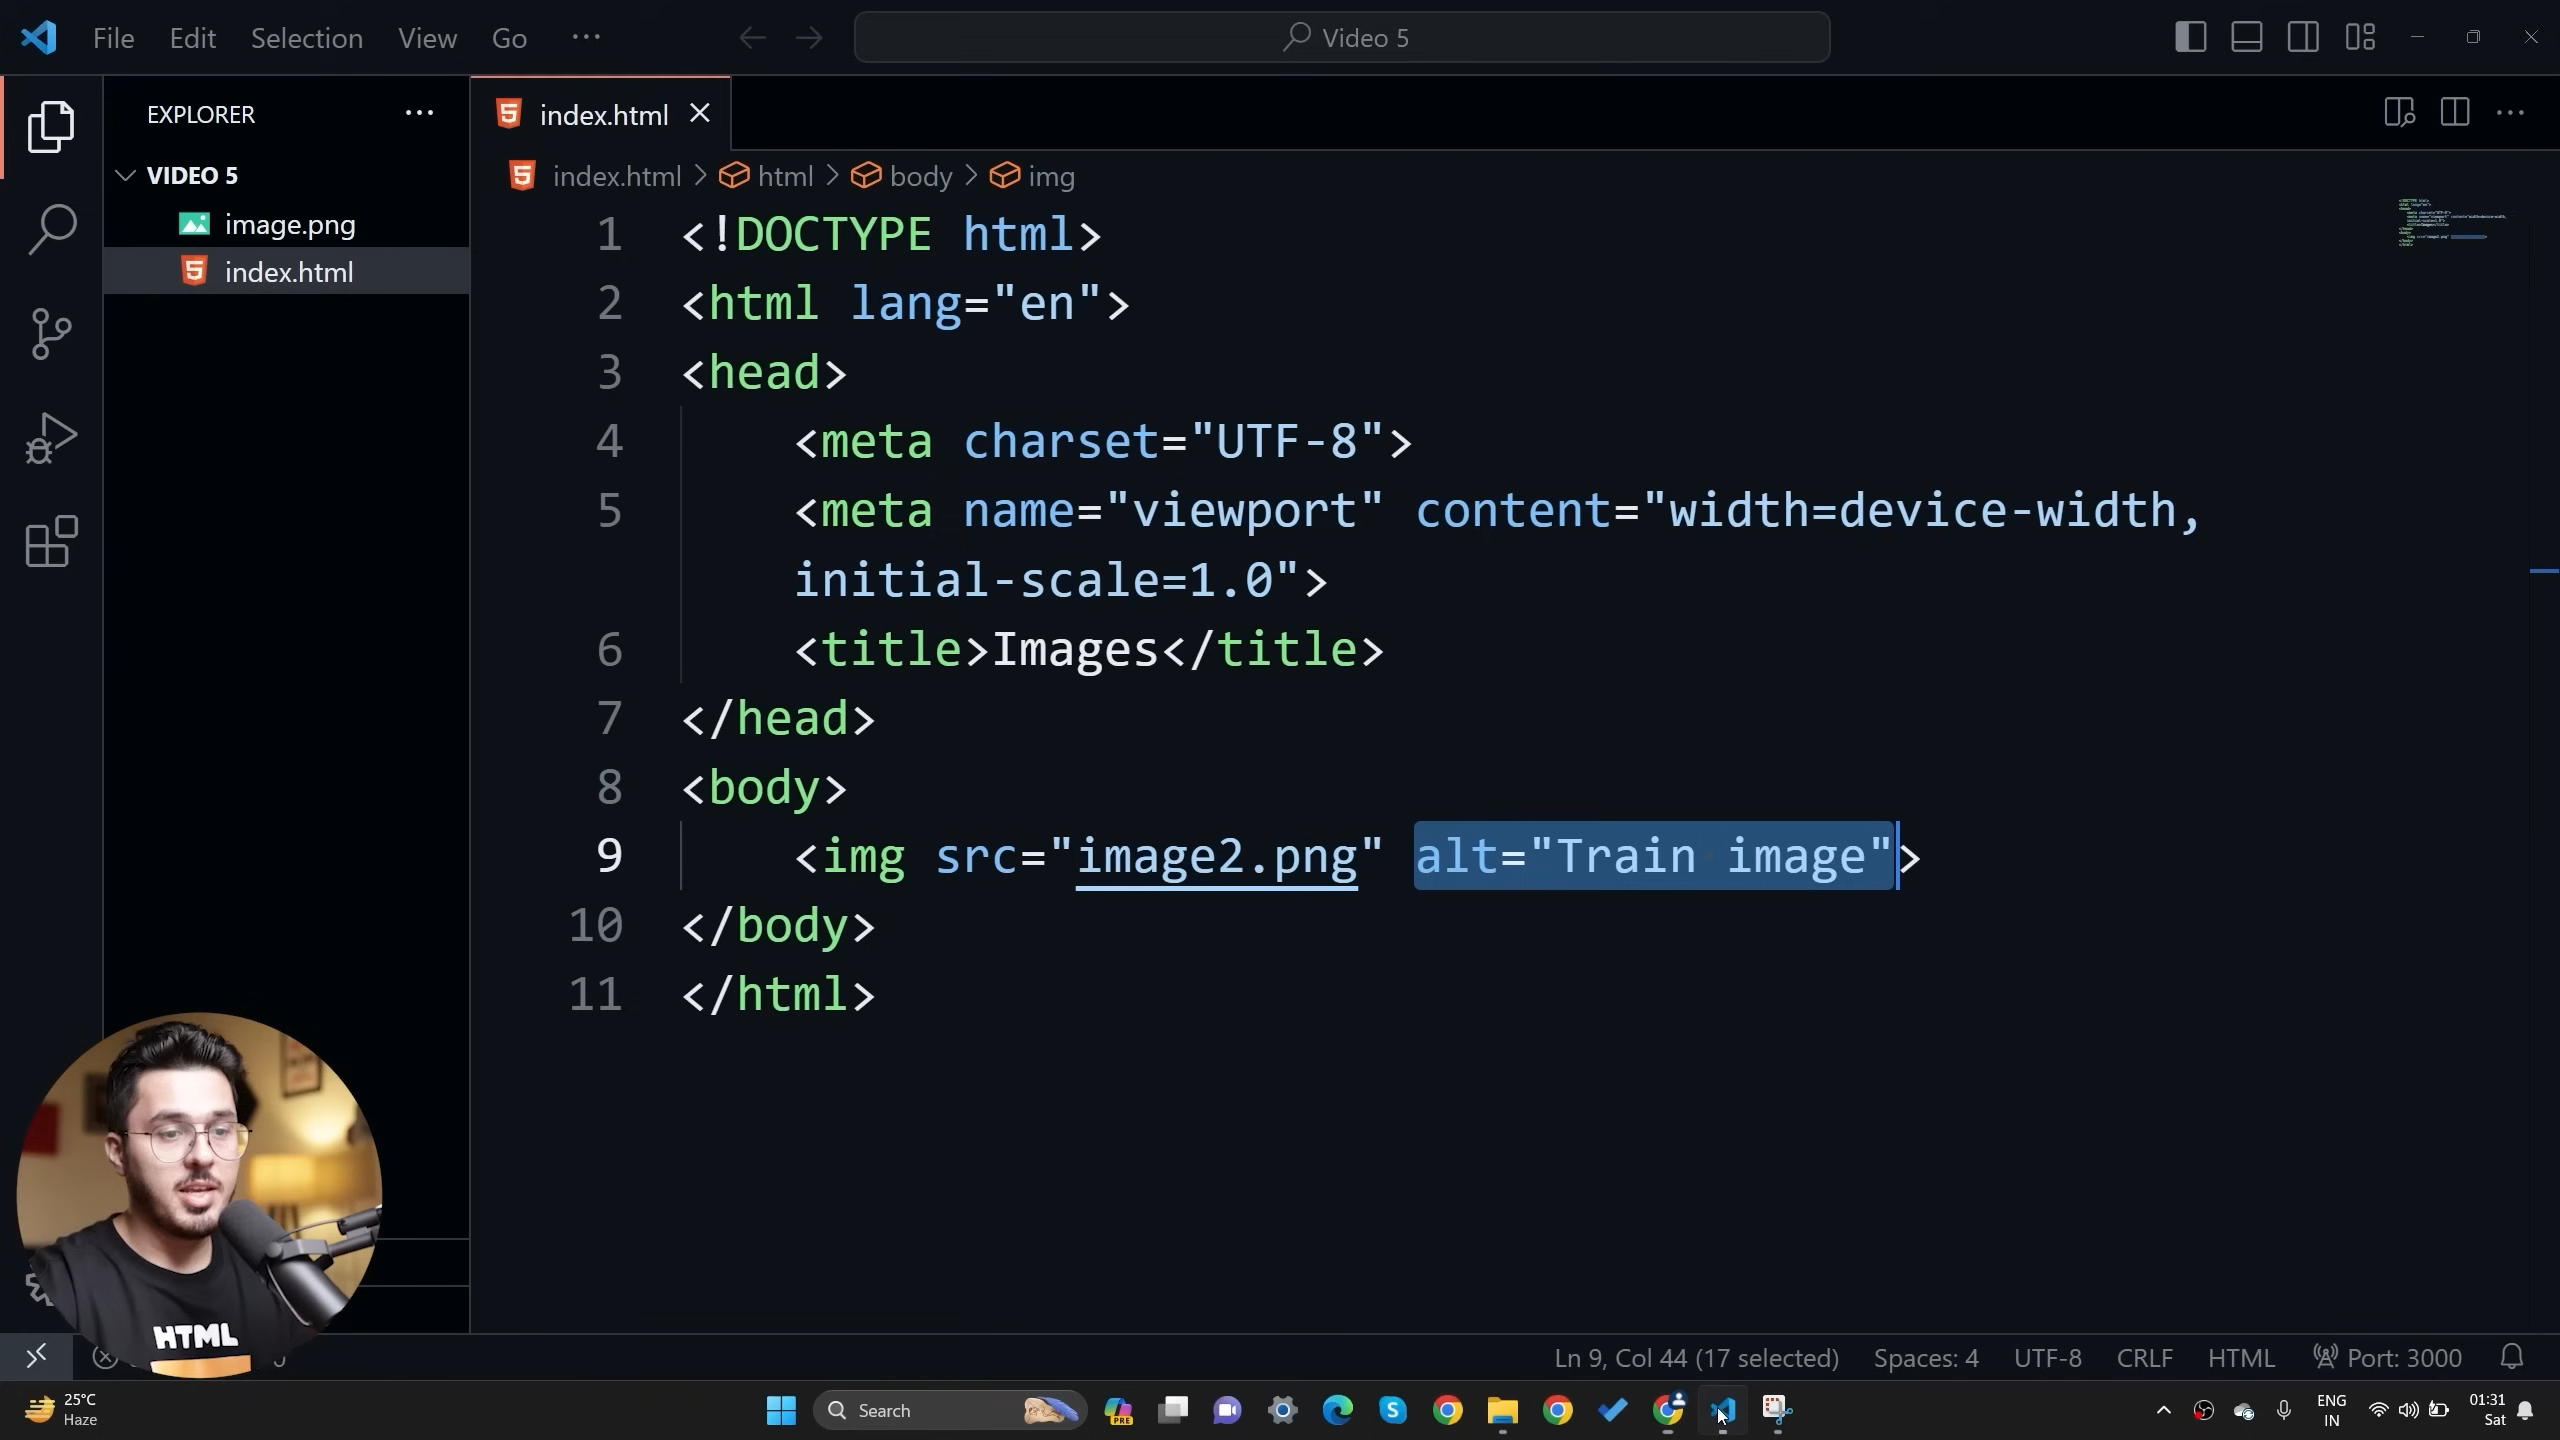 File Edit Selection View Go ···
Video 5
EXPLORER ···
index.html
VIDEO 5
image.png
index.html
index.html > html > body > img
1 <!DOCTYPE html>
2 <html lang="en">
3 <head>
4 <meta charset="UTF-8">
5 <meta name="viewport" content="width=device-width,
initial-scale=1.0">
6 <title>Images</title>
7 </head>
8 <body>
9 <img src="image2.png" alt="Train image">
10 </body>
11 </html>
HTML
Ln 9, Col 44 (17 selected) Spaces: 4 UTF-8 CRLF HTML Port: 3000
25°C
Haze
Search
PRE
ENG
IN
01:31
Sat